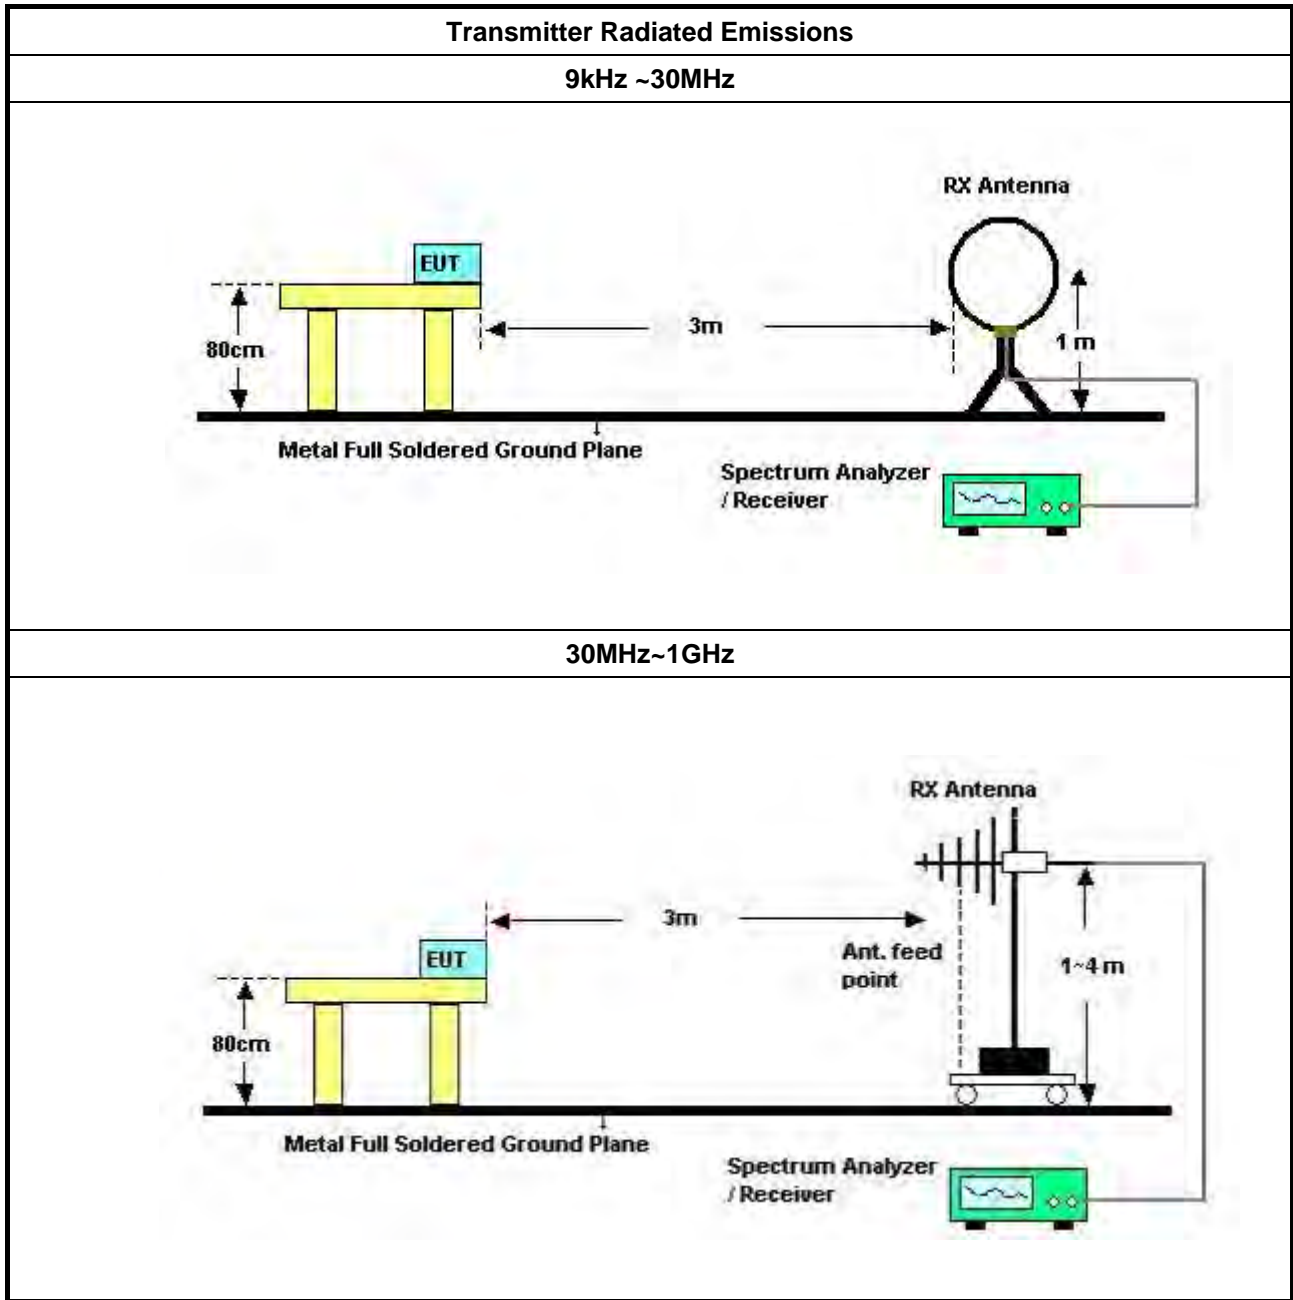 Transmitter Radiated Emissions
9kHz ~30MHz
RX Antenna
EUT
3m
80cm
1 m
Metal Full Soldered Ground Plane
Spectrum Analyzer
/ Receiver
30MHz~1GHz
RX Antenna
3m
EUT
Ant. feed
point
1~4 m
80cm
Metal Full Soldered Ground Plane
Spectrum Analyzer
/ Receiver